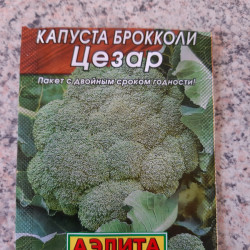 КАПУСТА БРОККОЛИ
Цезар
Пакет с двойным сроком годности!
АЭЛИТА